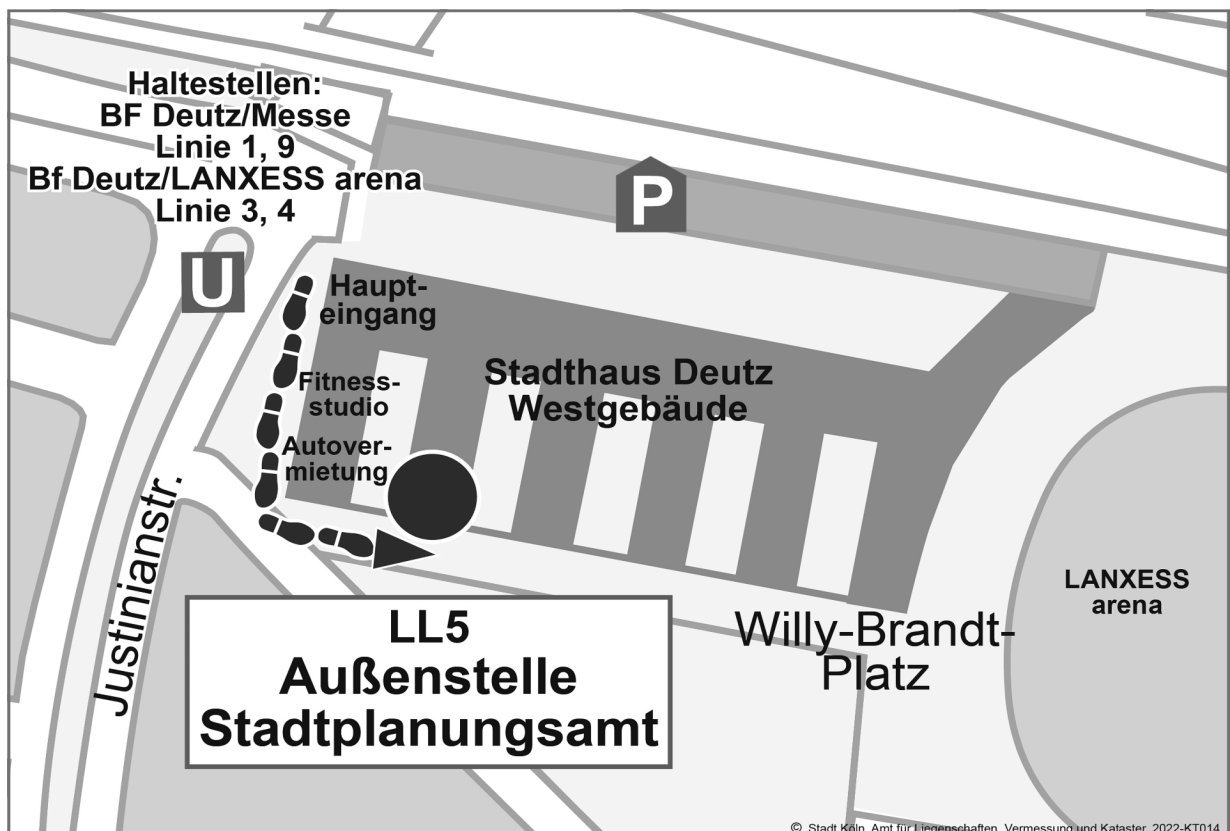 Haltestellen:
BF Deutz/Messe
Linie 1, 9
Bf Deutz/LANXESS arena
Linie 3, 4
U
P
Haupt-
eingang
Fitness-
studio
Autover-
mietung
Stadthaus Deutz
Westgebäude
Justinianstr.
LL5
Außenstelle
Stadtplanungsamt
Willy-Brandt-
Platz
LANXESS
arena
© Stadt Köln, Amt für Liegenschaften, Vermessung und Kataster, 2022-KT014